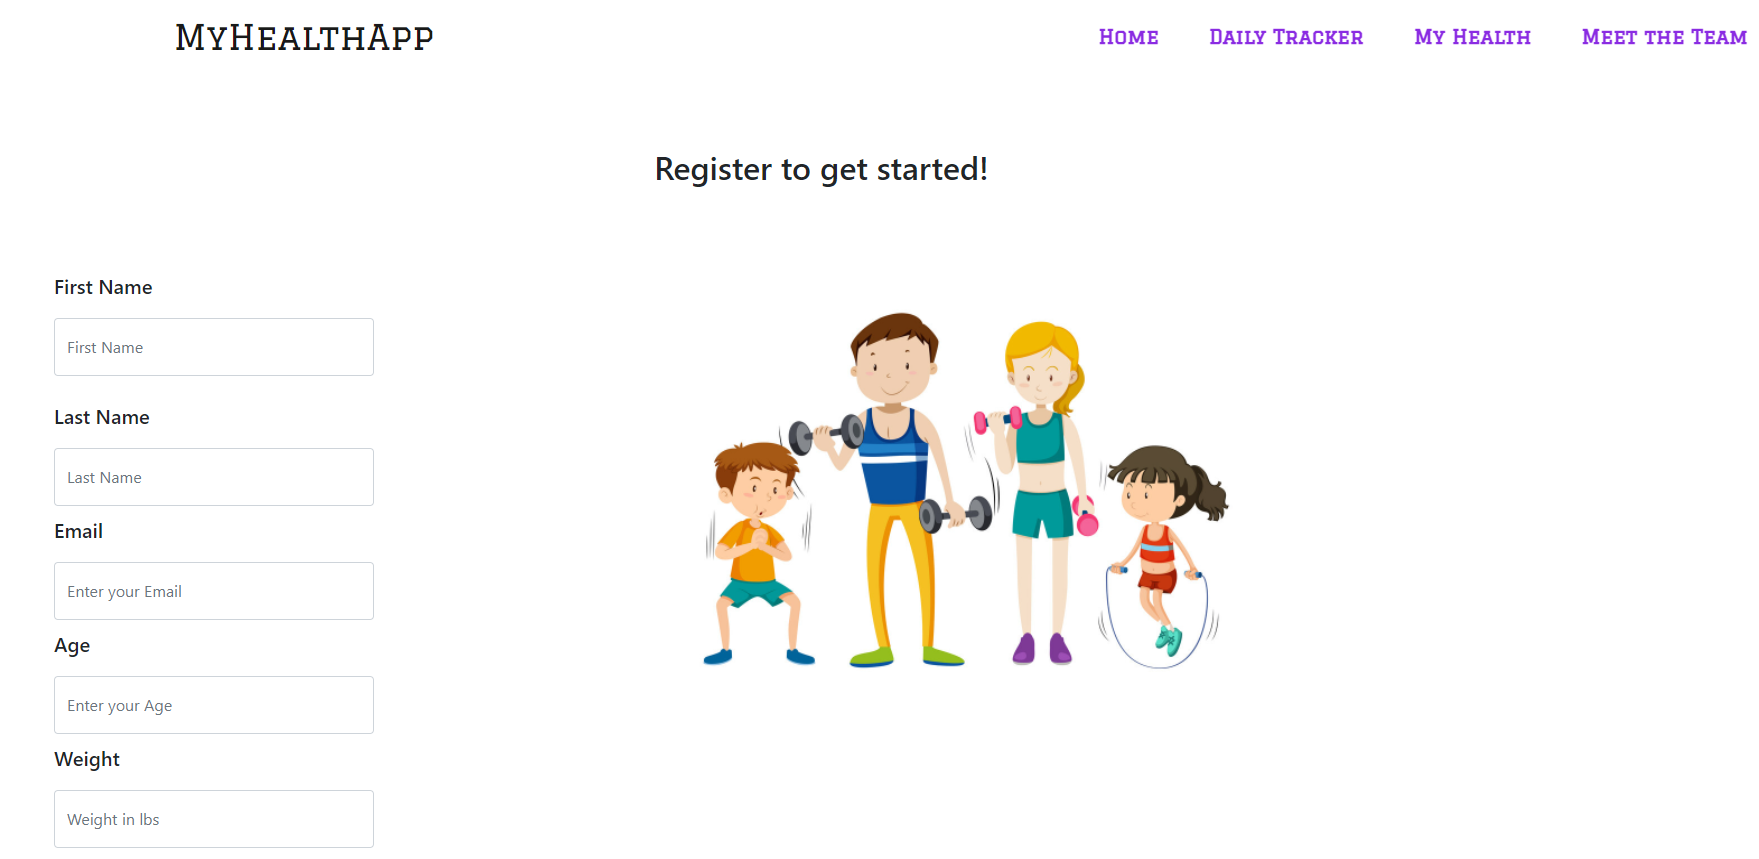 MyHealthApp
Home Daily Tracker My Health Meet the Team
Register to get started!
First Name
First Name
Last Name
Last Name
Email
Enter your Email
Age
Enter your Age
Weight
Weight in lbs